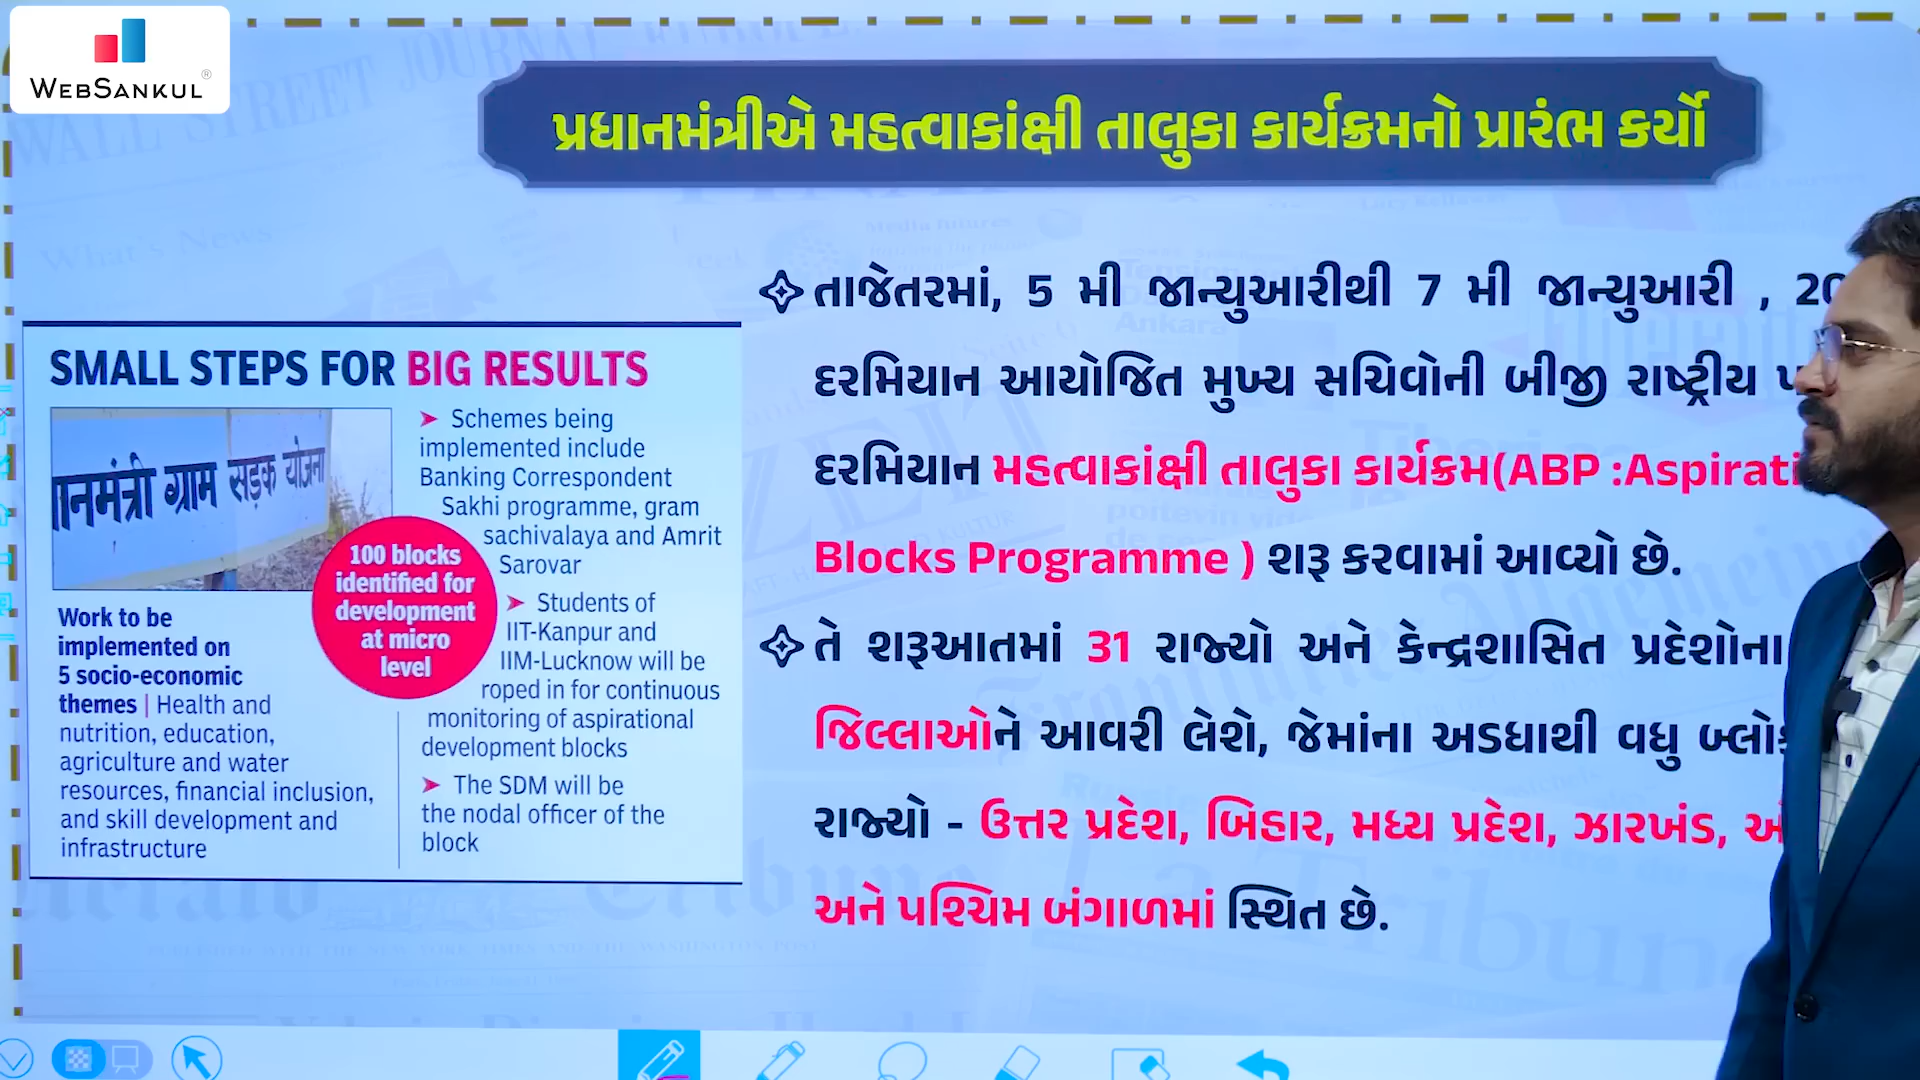 WEBSANKUL
પ્રધાનમંત્રીએ મહત્વાકાંક્ષી તાલુકા કાર્યક્રમનો પ્રારંભ કર્યો
SMALL STEPS FOR BIG RESULTS
ग्राम सड़क योजना
Work to be
implemented on
5 socio-economic
themes | Health and
nutrition, education,
agriculture and water
resources, financial inclusion,
and skill development and
infrastructure
100 blocks
identified for
development
at micro
level
➤ Schemes being
implemented include
Banking Correspondent
Sakhi programme, gram
sachivalaya and Amrit
Sarovar
➤ Students of
IIT-Kanpur and
IIM-Lucknow will be
roped in for continuous
monitoring of aspirational
development blocks
➤ The SDM will be
the nodal officer of the
block
તાજેતરમાં, 5 મી જાન્યુઆરીથી 7 મી જાન્યુઆરી ,
દરમિયાન આયોજિત મુખ્ય સચિવોની બીજી રાષ્ટ્રીય
દરમિયાન મહત્વાકાંક્ષી તાલુકા કાર્યક્રમ(ABP :Aspirati
Blocks Programme ) શરૂ કરવામાં આવ્યો છે.
તે શરૂઆતમાં 31 રાજ્યો અને કેન્દ્રશાસિત પ્રદેશોના
જિલ્લાઓને આવરી લેશે, જેમાંના અડધાથી વધુ
રાજ્યો - ઉત્તર પ્રદેશ, બિહાર, મધ્ય પ્રદેશ, ઝારખંડ,
અને પશ્ચિમ બંગાળમાં સ્થિત છે.